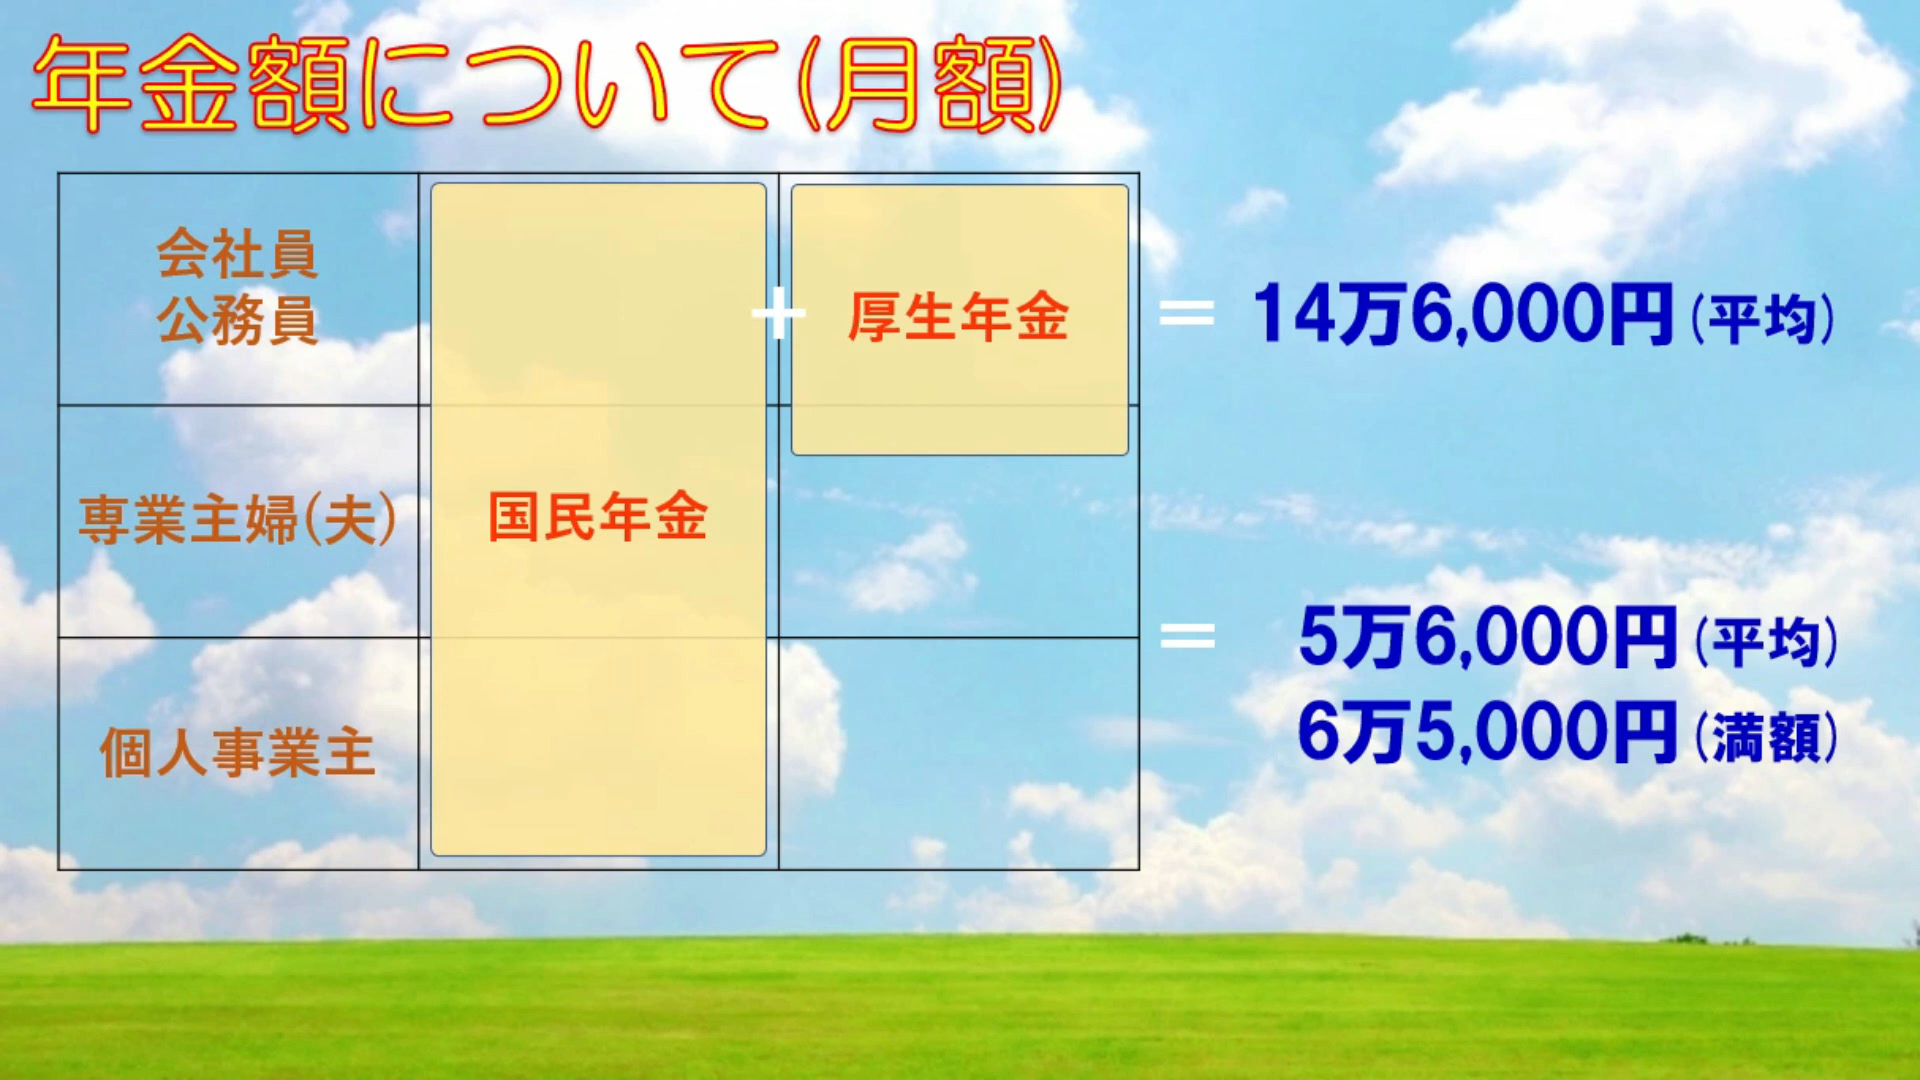 年金額について(月額)
会社員
公務員
+
厚生年金
=
14万6,000円(平均)
専業主婦(夫)
国民年金
=
5万6,000円(平均)
6万5,000円(満額)
個人事業主